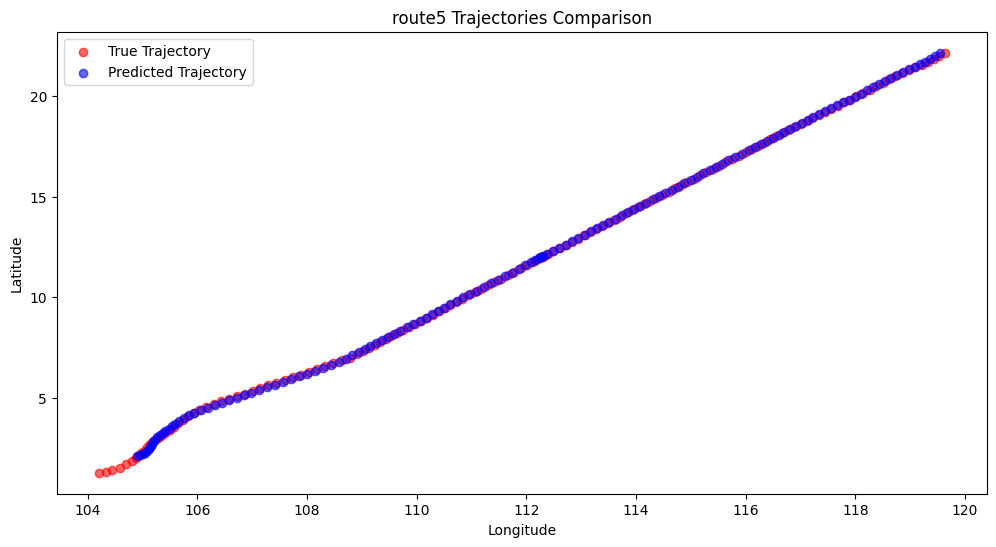 route5 Trajectories Comparison
True Trajectory
Predicted Trajectory
20
15
10
5
Latitude
104 106 108 110 112 114 116 118 120
Longitude